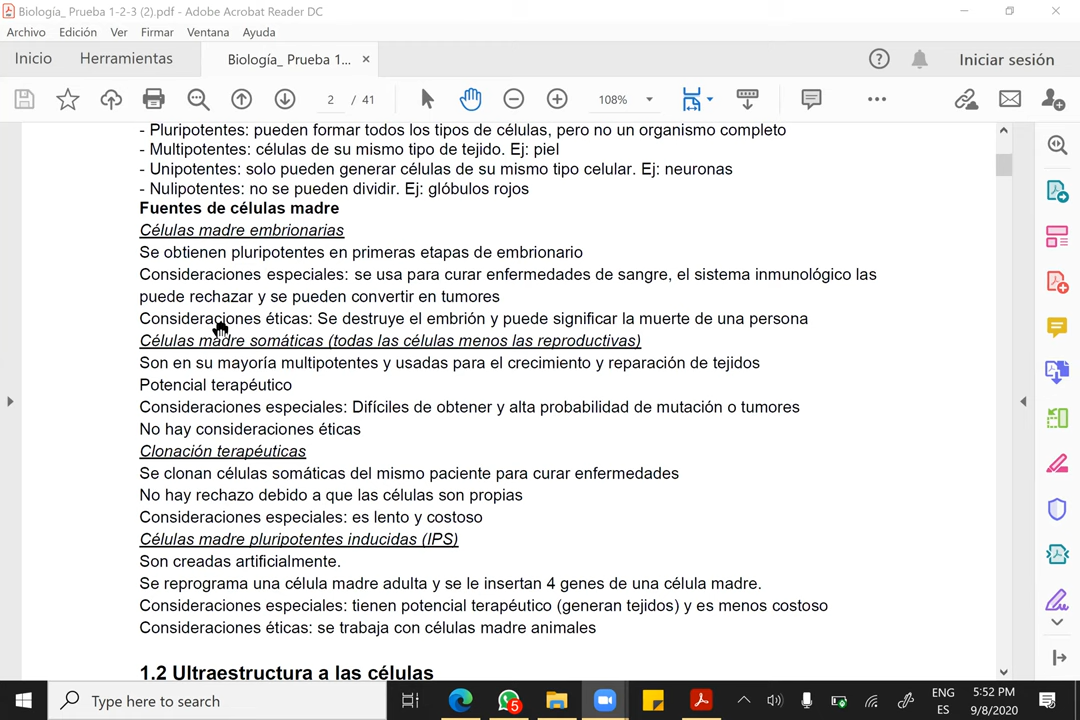 Biología_ Prueba 1-2-3 (2).pdf - Adobe Acrobat Reader DC
Archivo Edición Ver Firmar Ventana Ayuda
Inicio Herramientas Biología_ Prueba 1... × Iniciar sesión
2 / 41 108%
- Pluripotentes: pueden formar todos los tipos de células, pero no un organismo completo
- Multipotentes: células de su mismo tipo de tejido. Ej: piel
- Unipotentes: solo pueden generar células de su mismo tipo celular. Ej: neuronas
- Nulipotentes: no se pueden dividir. Ej: glóbulos rojos
Fuentes de células madre
Células madre embrionarias
Se obtienen pluripotentes en primeras etapas de embrionario
Consideraciones especiales: se usa para curar enfermedades de sangre, el sistema inmunológico las
puede rechazar y se pueden convertir en tumores
Consideraciones éticas: Se destruye el embrión y puede significar la muerte de una persona
Células madre somáticas (todas las células menos las reproductivas)
Son en su mayoría multipotentes y usadas para el crecimiento y reparación de tejidos
Potencial terapéutico
Consideraciones especiales: Difíciles de obtener y alta probabilidad de mutación o tumores
No hay consideraciones éticas
Clonación terapéuticas
Se clonan células somáticas del mismo paciente para curar enfermedades
No hay rechazo debido a que las células son propias
Consideraciones especiales: es lento y costoso
Células madre pluripotentes inducidas (IPS)
Son creadas artificialmente.
Se reprograma una célula madre adulta y se le insertan 4 genes de una célula madre.
Consideraciones especiales: tienen potencial terapéutico (generan tejidos) y es menos costoso
Consideraciones éticas: se trabaja con células madre animales
1.2 Ultraestructura a las células
Type here to search
5
ENG
ES
5:52 PM
9/8/2020